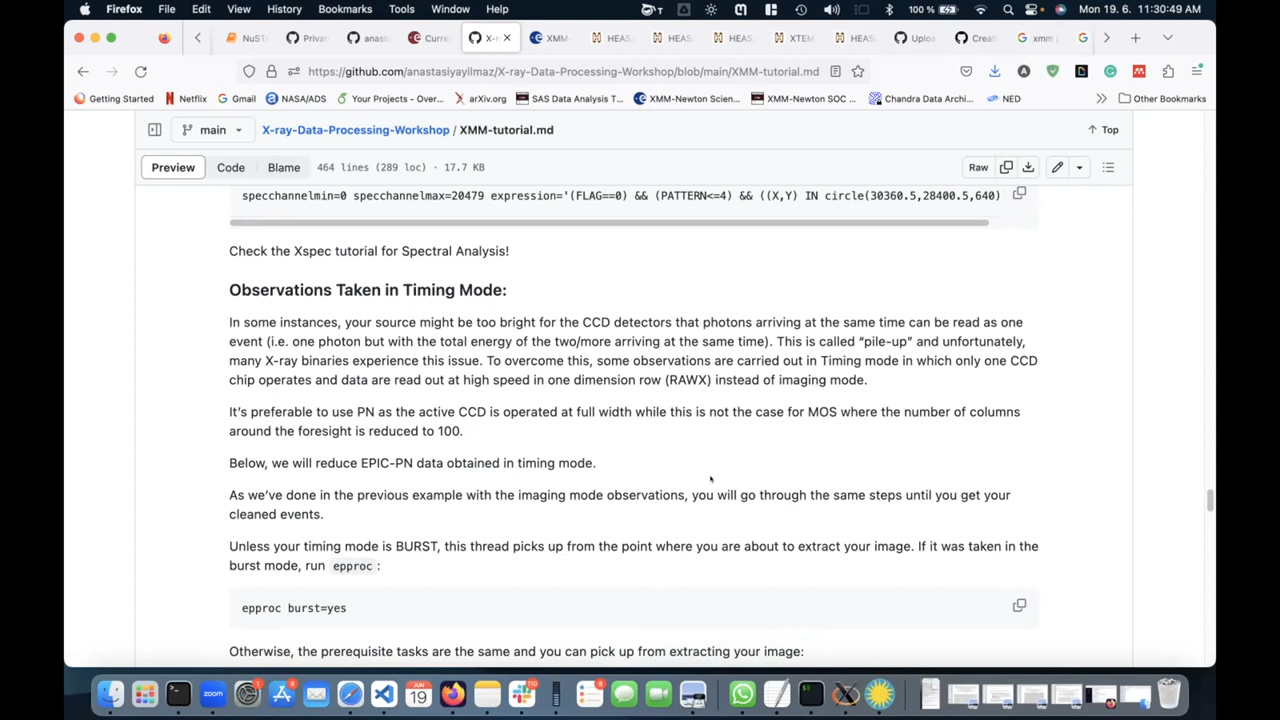 Firefox File Edit View History Bookmarks Tools Window Help 100 % Mon 19. 6. 11:30:49 AM
NuSTA Private anasta Curre X-r XMM- HEAS HEAS HEAS XTEM HEAS Uploa Creati xmm p
https://github.com/anastasiyayilmaz/X-ray-Data-Processing-Workshop/blob/main/XMM-tutorial.md
Getting Started Netflix Gmail NASA/ADS Your Projects - Over... arXiv.org SAS Data Analysis T... XMM-Newton Scien... XMM-Newton SOC ... Chandra Data Archi... NED Other Bookmarks
main X-ray-Data-Processing-Workshop / XMM-tutorial.md Top
Preview Code Blame 464 lines (289 loc) · 17.7 KB Raw
specchannelmin=0 specchannelmax=20479 expression='(FLAG==0) && (PATTERN<=4) && ((X,Y) IN circle(30360.5,28400.5,640)
Check the Xspec tutorial for Spectral Analysis!
Observations Taken in Timing Mode:
In some instances, your source might be too bright for the CCD detectors that photons arriving at the same time can be read as one
event (i.e. one photon but with the total energy of the two/more arriving at the same time). This is called “pile-up” and unfortunately,
many X-ray binaries experience this issue. To overcome this, some observations are carried out in Timing mode in which only one CCD
chip operates and data are read out at high speed in one dimension row (RAWX) instead of imaging mode.
It’s preferable to use PN as the active CCD is operated at full width while this is not the case for MOS where the number of columns
around the foresight is reduced to 100.
Below, we will reduce EPIC-PN data obtained in timing mode.
As we’ve done in the previous example with the imaging mode observations, you will go through the same steps until you get your
cleaned events.
Unless your timing mode is BURST, this thread picks up from the point where you are about to extract your image. If it was taken in the
burst mode, run epproc :
epproc burst=yes
Otherwise, the prerequisite tasks are the same and you can pick up from extracting your image:
zoom JUN 19